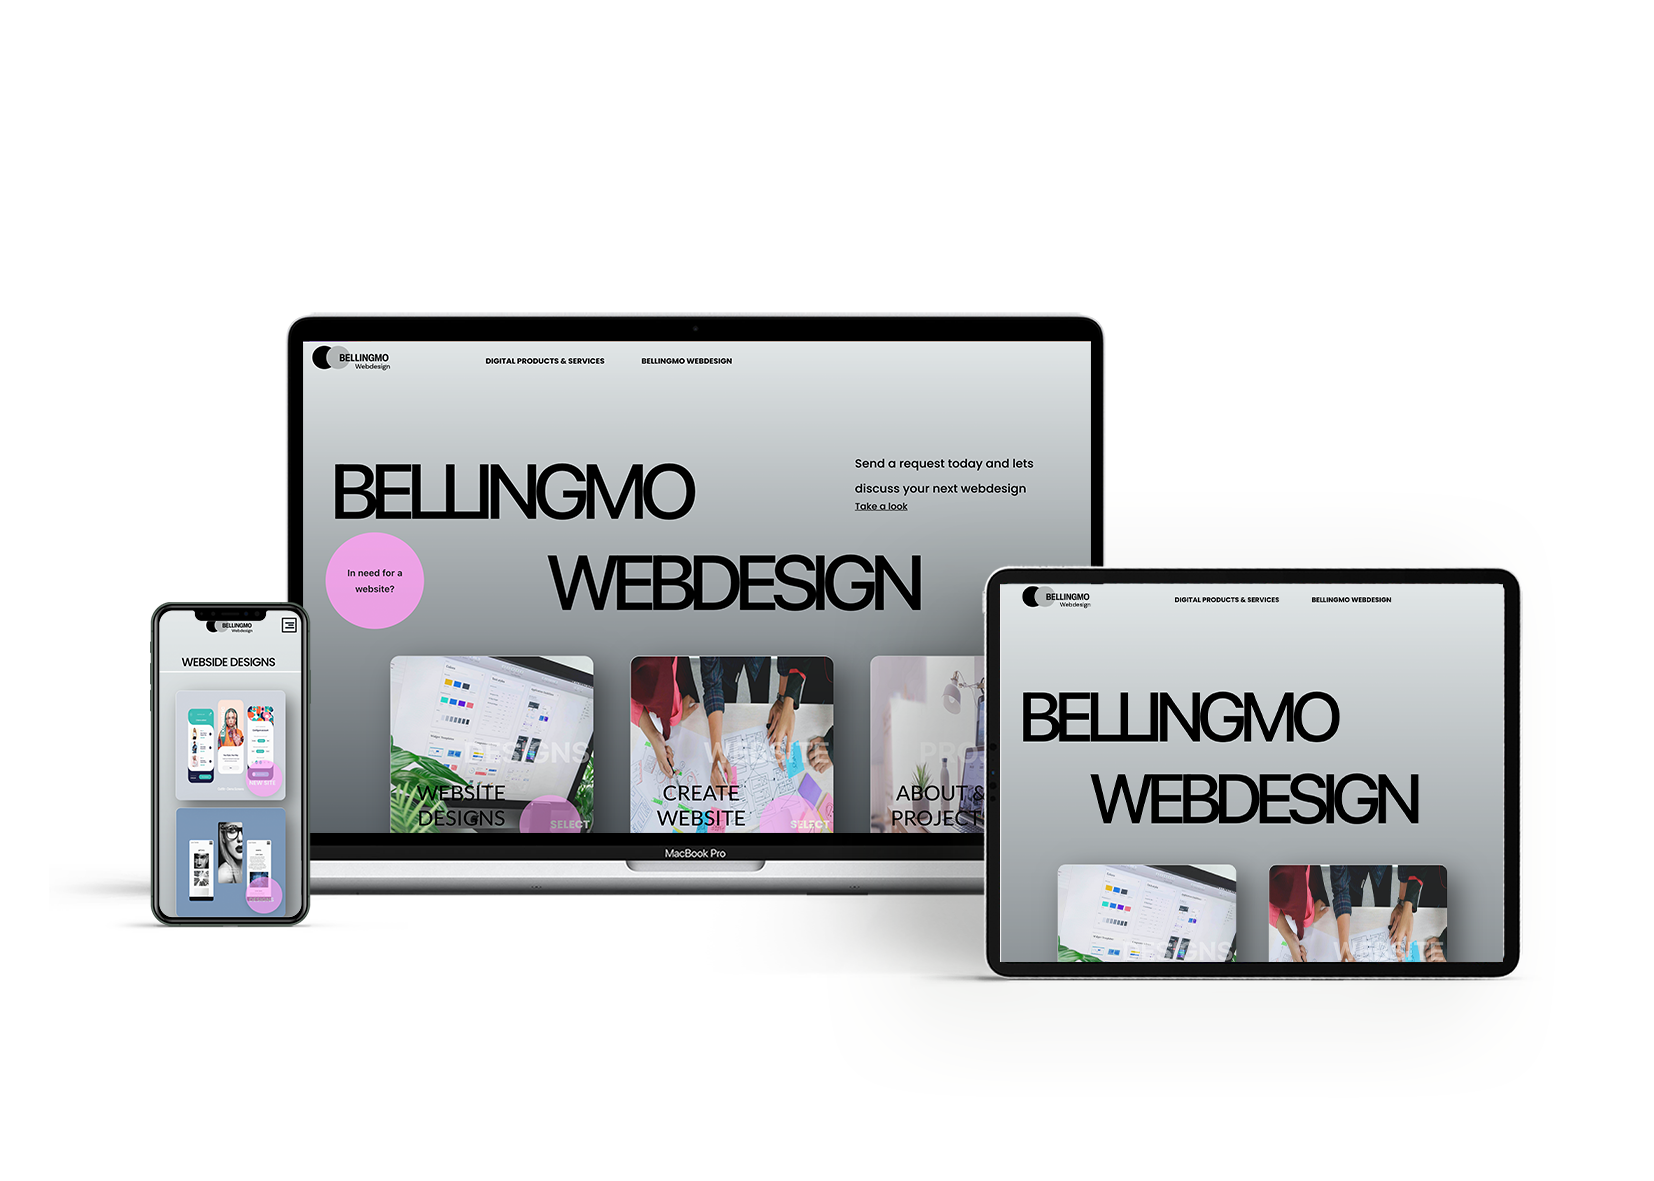 BELLINGMO
Webdesign
DIGITAL PRODUCTS & SERVICES
BELLINGMO WEBDESIGN
BELLINGMO
WEBDESIGN
Send a request today and lets
discuss your next webdesign
Take a look
In need for a
website?
DESIGNS
WEBSITE
DESIGNS
SELECT
WEBSITE
CREATE
WEBSITE
SELECT
PRO
ABOUT &
PROJECT
MacBook Pro
BELLINGMO
Webdesign
WEBSIDE DESIGNS
NEW SITE
BELLINGMO
Webdesign
DIGITAL PRODUCTS & SERVICES
BELLINGMO WEBDESIGN
BELLINGMO
WEBDESIGN
DESIGNS
WEBSITE